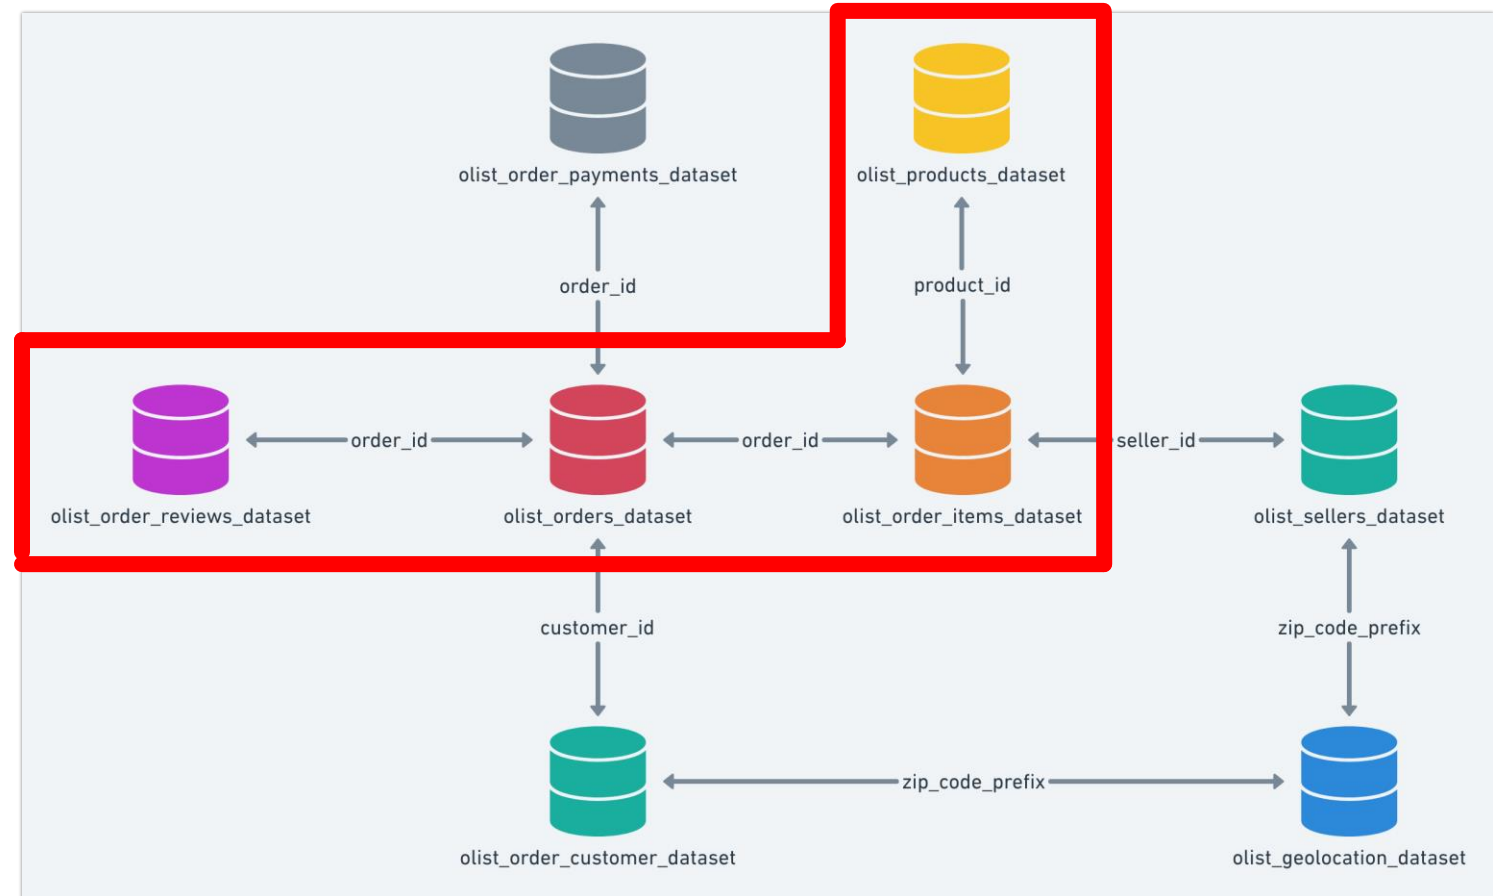 olist_order_payments_dataset
olist_products_dataset
order_id
product_id
order_id
order_id
seller_id
olist_order_reviews_dataset
olist_orders_dataset
olist_order_items_dataset
olist_sellers_dataset
customer_id
zip_code_prefix
zip_code_prefix
olist_order_customer_dataset
olist_geolocation_dataset